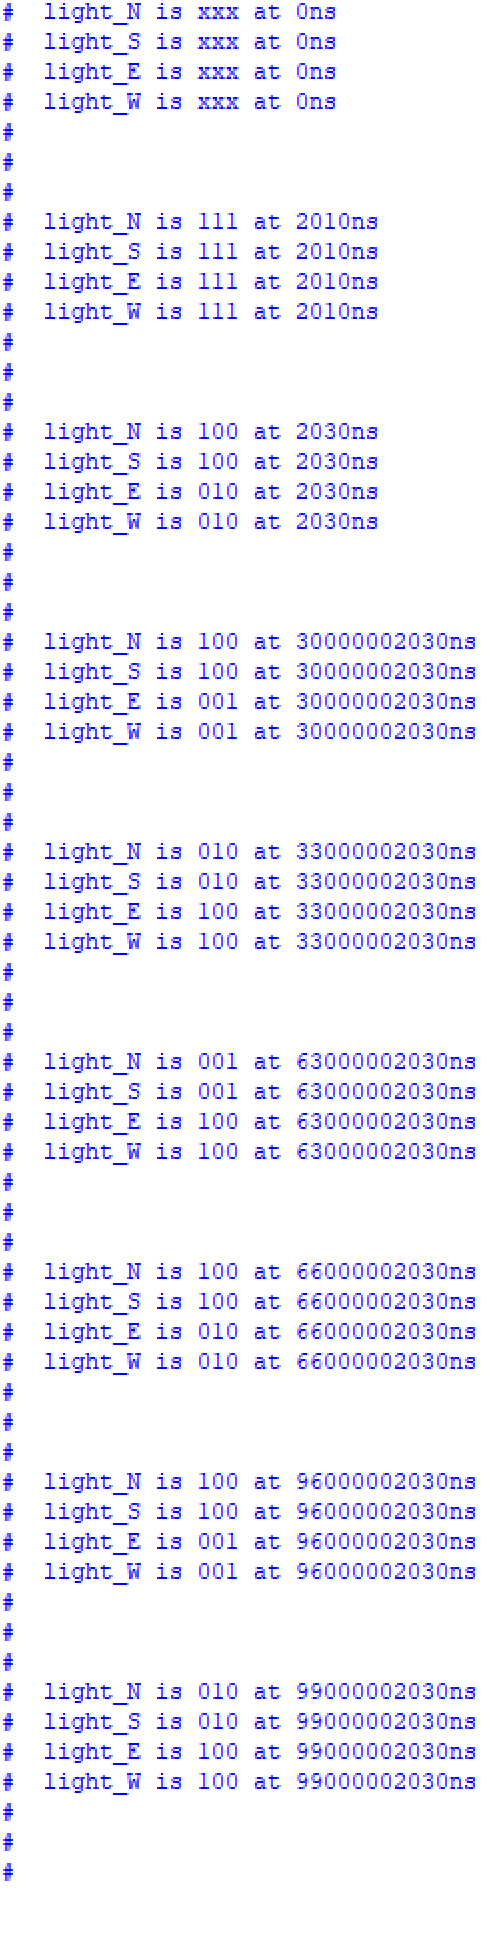 #  light_N is xxx at 0ns
#  light_S is xxx at 0ns
#  light_E is xxx at 0ns
#  light_W is xxx at 0ns
#
#
#
#  light_N is 111 at 2010ns
#  light_S is 111 at 2010ns
#  light_E is 111 at 2010ns
#  light_W is 111 at 2010ns
#
#
#
#  light_N is 100 at 2030ns
#  light_S is 100 at 2030ns
#  light_E is 010 at 2030ns
#  light_W is 010 at 2030ns
#
#
#
#  light_N is 100 at 30000002030ns
#  light_S is 100 at 30000002030ns
#  light_E is 001 at 30000002030ns
#  light_W is 001 at 30000002030ns
#
#
#
#  light_N is 010 at 33000002030ns
#  light_S is 010 at 33000002030ns
#  light_E is 100 at 33000002030ns
#  light_W is 100 at 33000002030ns
#
#
#
#  light_N is 001 at 63000002030ns
#  light_S is 001 at 63000002030ns
#  light_E is 100 at 63000002030ns
#  light_W is 100 at 63000002030ns
#
#
#
#  light_N is 100 at 66000002030ns
#  light_S is 100 at 66000002030ns
#  light_E is 010 at 66000002030ns
#  light_W is 010 at 66000002030ns
#
#
#
#  light_N is 100 at 96000002030ns
#  light_S is 100 at 96000002030ns
#  light_E is 001 at 96000002030ns
#  light_W is 001 at 96000002030ns
#
#
#
#  light_N is 010 at 99000002030ns
#  light_S is 010 at 99000002030ns
#  light_E is 100 at 99000002030ns
#  light_W is 100 at 99000002030ns
#
#
#